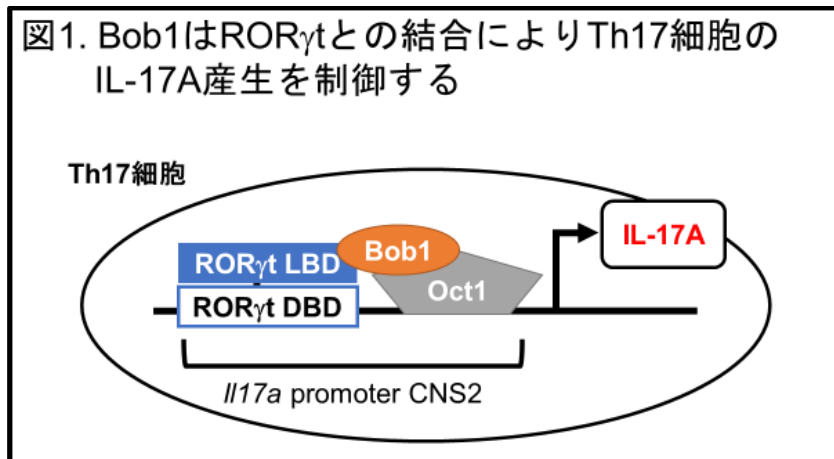 図1. Bob1はRORγtとの結合によりTh17細胞の
IL-17A産生を制御する
Th17細胞
IL-17A
Bob1
RORγt LBD
Oct1
RORγt DBD
Il17a promoter CNS2